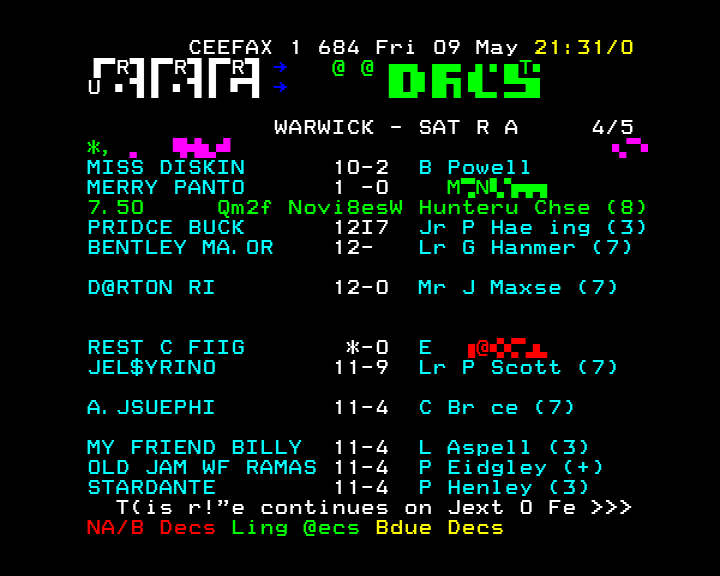 CEEFAX 1 684 Fri 09 May 21:31/0
WARWICK - SAT R A 4/5
*,
MISS DISKIN 10-2 B Powell
MERRY PANTO 1 -0
7.50 Qm2f Novi8esW Hunteru Chse (8)
PRIDCE BUCK 12I7 Jr P Hae ing (3)
BENTLEY MA.OR 12- Lr G Hanmer (7)
D@RTON RI 12-0 Mr J Maxse (7)
REST C FIIG *-0 E
JEL$YRINO 11-9 Lr P Scott (7)
A.JSUEPHI 11-4 C Br ce (7)
MY FRIEND BILLY 11-4 L Aspell (3)
OLD JAM WF RAMAS 11-4 P Eidgley (+)
STARDANTE 11-4 P Henley (3)
T(is r!"e continues on Jext O Fe >>>
NA/B Decs Ling @ecs Bdue Decs